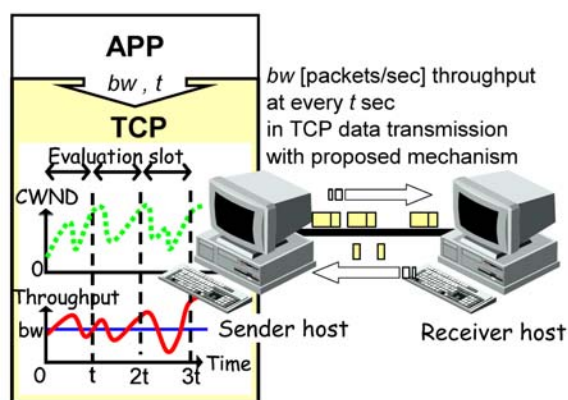 APP
bw , t
TCP
bw [packets/sec] throughput
at every t sec
in TCP data transmission
with proposed mechanism
Evaluation slot
CWND
0
Throughput
bw
Time
0 t 2t 3t
Sender host
Receiver host